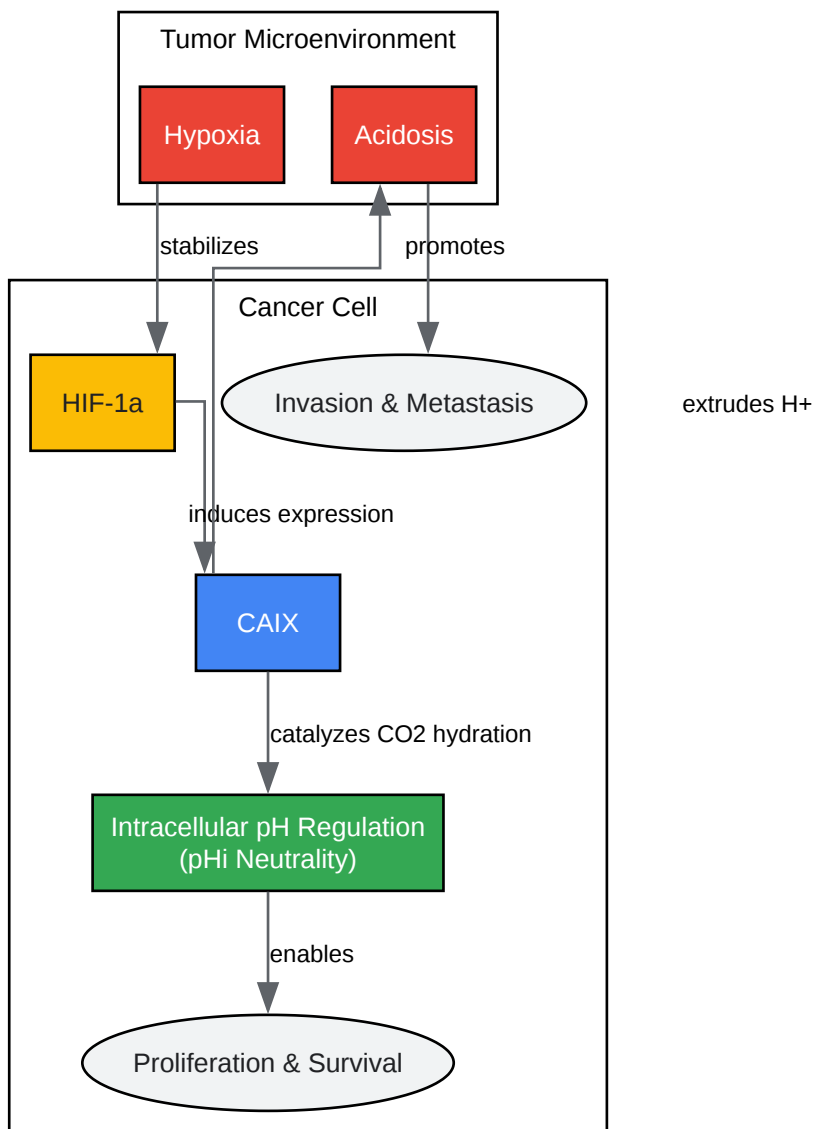 Tumor Microenvironment
Hypoxia
Acidosis
stabilizes
promotes
Cancer Cell
HIF-1a
Invasion & Metastasis
extrudes H+
induces expression
CAIX
catalyzes CO2 hydration
Intracellular pH Regulation
(pHi Neutrality)
enables
Proliferation & Survival